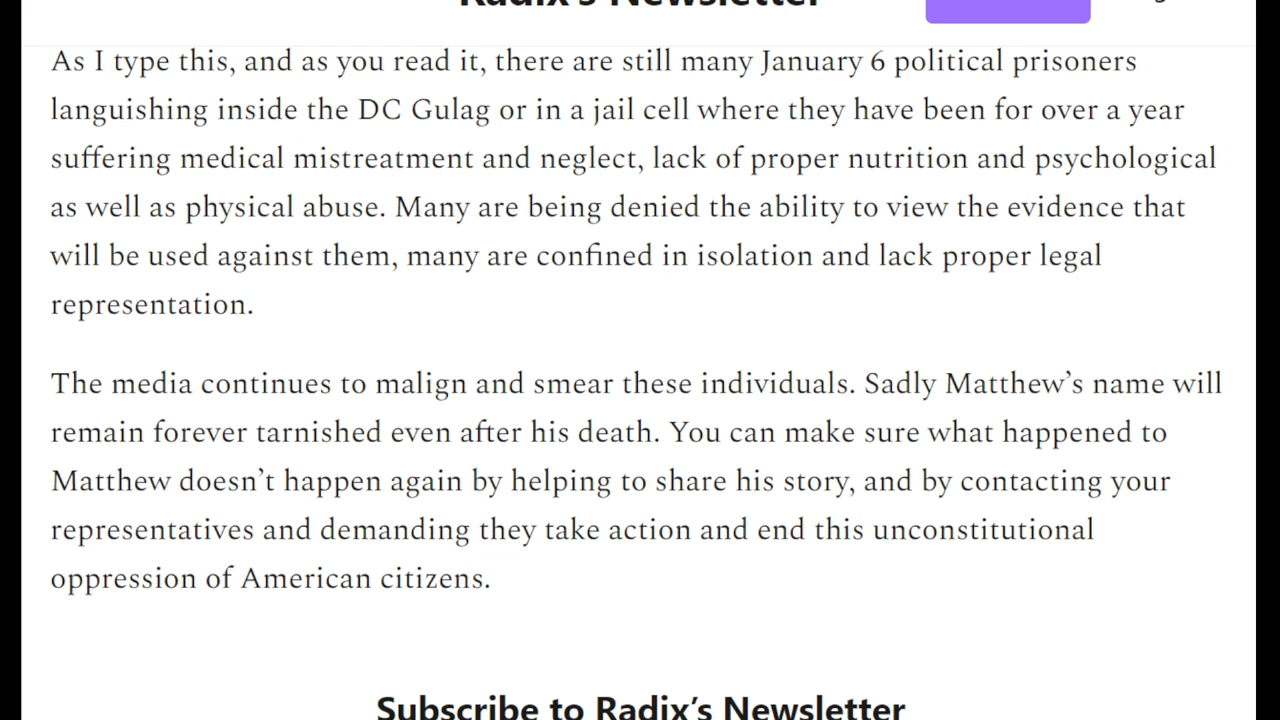 Radix's Newsletter
As I type this, and as you read it, there are still many January 6 political prisoners
languishing inside the DC Gulag or in a jail cell where they have been for over a year
suffering medical mistreatment and neglect, lack of proper nutrition and psychological
as well as physical abuse. Many are being denied the ability to view the evidence that
will be used against them, many are confined in isolation and lack proper legal
representation.
The media continues to malign and smear these individuals. Sadly Matthew’s name will
remain forever tarnished even after his death. You can make sure what happened to
Matthew doesn’t happen again by helping to share his story, and by contacting your
representatives and demanding they take action and end this unconstitutional
oppression of American citizens.
Subscribe to Radix’s Newsletter